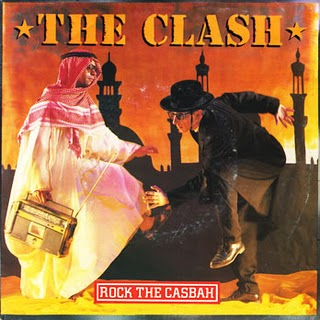 ★THE CLASH★
ROCK THE CASBAH